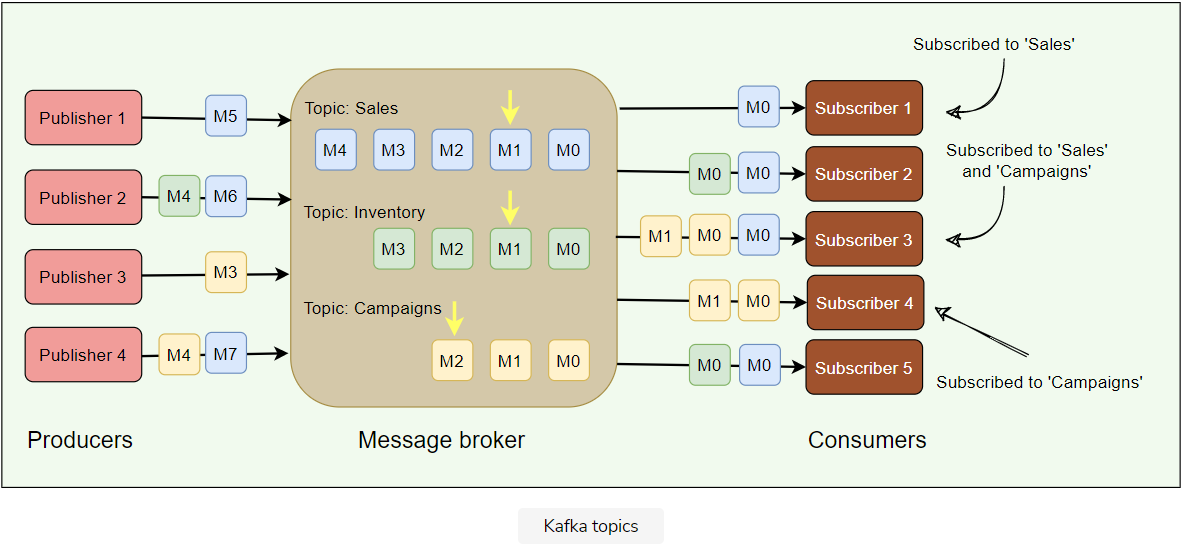 Subscribed to 'Sales'
Publisher 1
M5
Topic: Sales
M4 M3 M2 M1 M0
M0
Subscriber 1
Subscribed to 'Sales'
and 'Campaigns'
Publisher 2
M4 M6
Topic: Inventory
M3 M2 M1 M0
M0 M0
Subscriber 2
M1 M0 M0
Subscriber 3
Publisher 3
M3
Topic: Campaigns
M2 M1 M0
M1 M0
Subscriber 4
Publisher 4
M4 M7
M0 M0
Subscriber 5
Subscribed to 'Campaigns'
Producers
Message broker
Consumers
Kafka topics